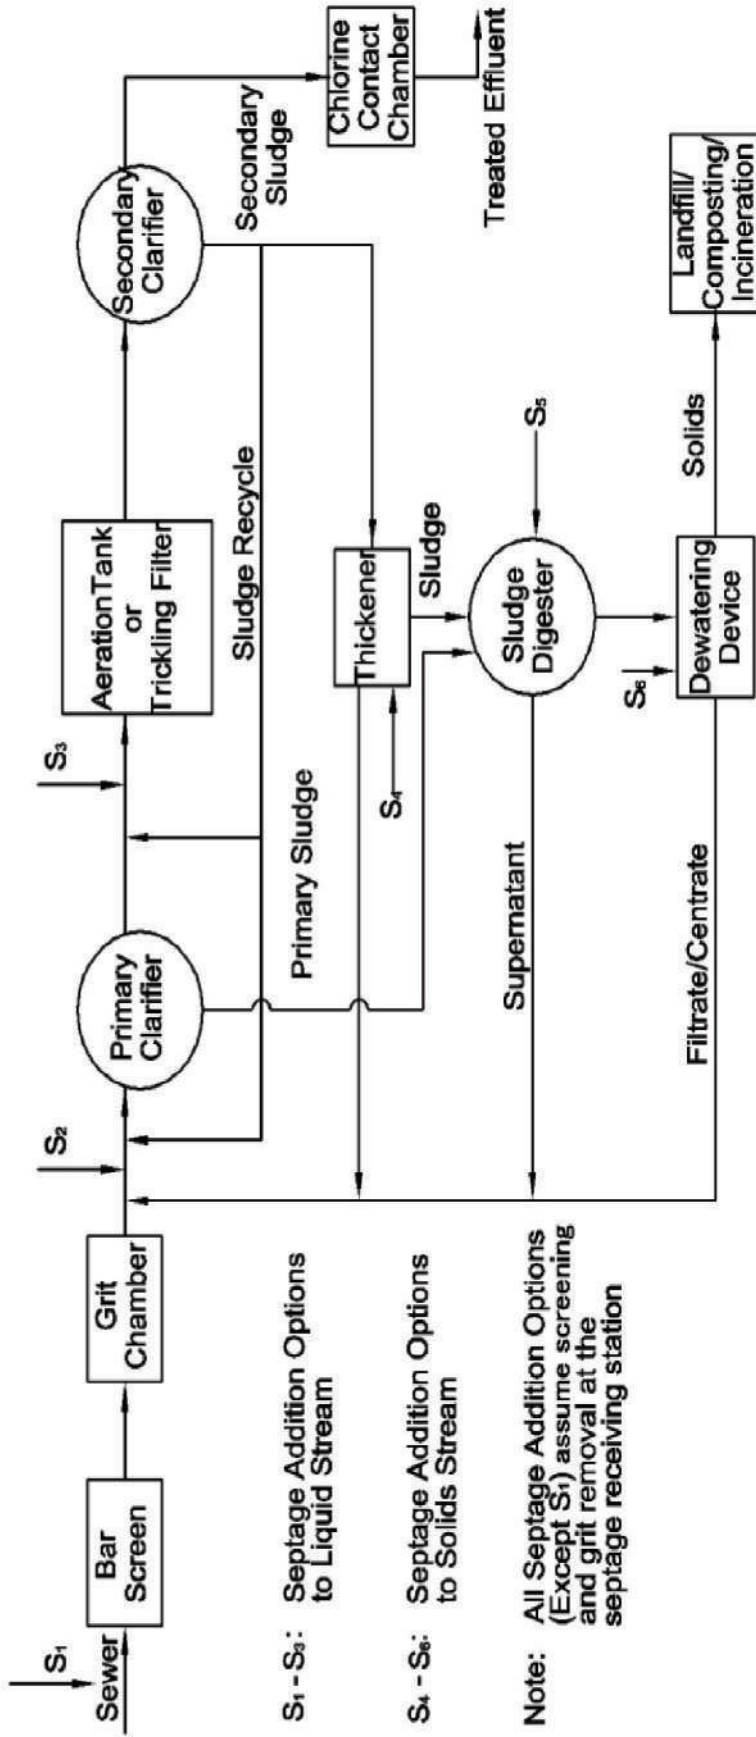 S₁
Sewer
Bar
Screen
Grit
Chamber
S₂
Primary
Clarifier
S₃
AerationTank
or
Trickling Filter
Secondary
Clarifier
Sludge Recycle
Secondary
Sludge
Chlorine
Contact
Chamber
Treated Effluent
Primary Sludge
Thickener
S₄
Sludge
Sludge
Digester
S₅
Supernatant
S₆
Dewatering
Device
Solids
Landfill/
Composting/
Incineration
Filtrate/Centrate
S₁ - S₃: Septage Addition Options
to Liquid Stream
S₄ - S₆: Septage Addition Options
to Solids Stream
Note: All Septage Addition Options
(Except S₁) assume screening
and grit removal at the
septage receiving station